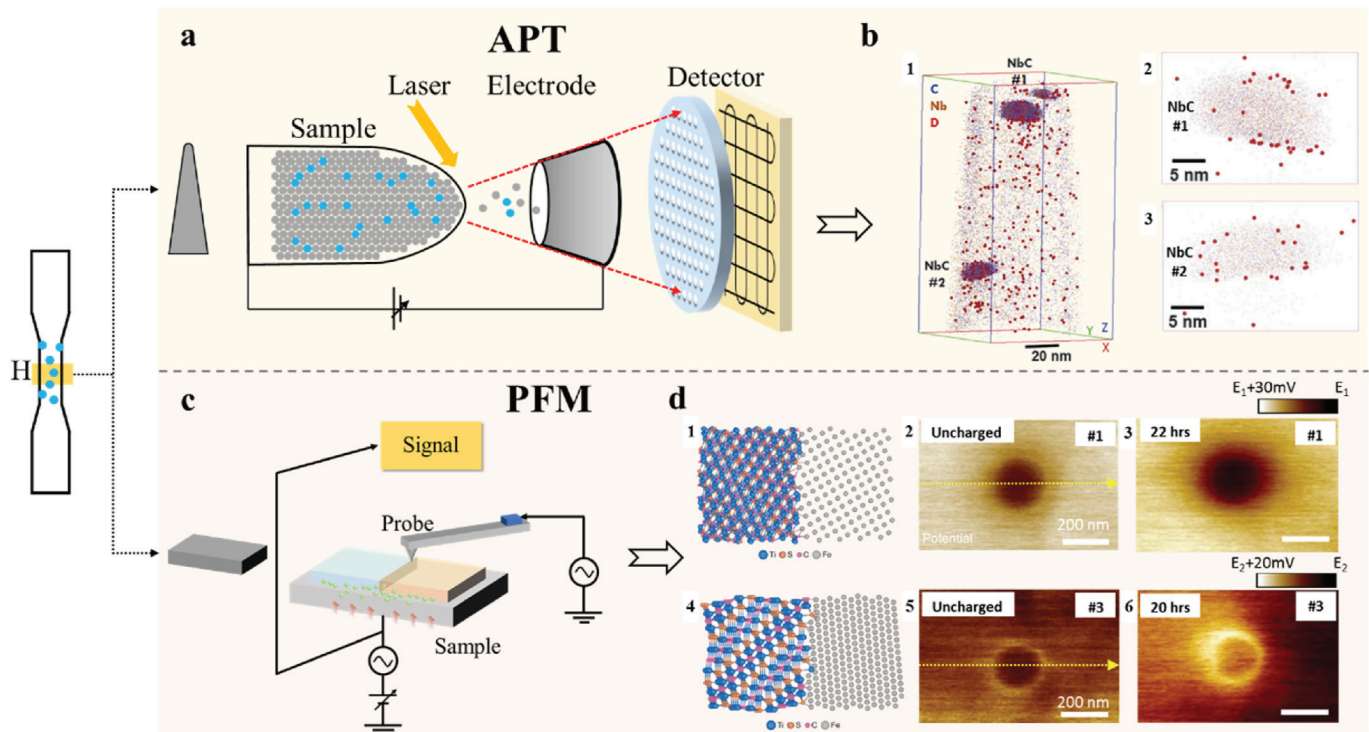 a
APT
Laser
Electrode
Detector
Sample
b
1
NbC
#1
C
Nb
D
NbC
#2
Y
Z
X
20 nm
2
NbC
#1
5 nm
3
NbC
#2
5 nm
H
c
PFM
Signal
Probe
Sample
d
E₁+30mV E₁
1
Ti S C Fe
2 Uncharged #1
Potential
200 nm
3 22 hrs #1
E₂+20mV E₂
4
Ti S C Fe
5 Uncharged #3
200 nm
6 20 hrs #3